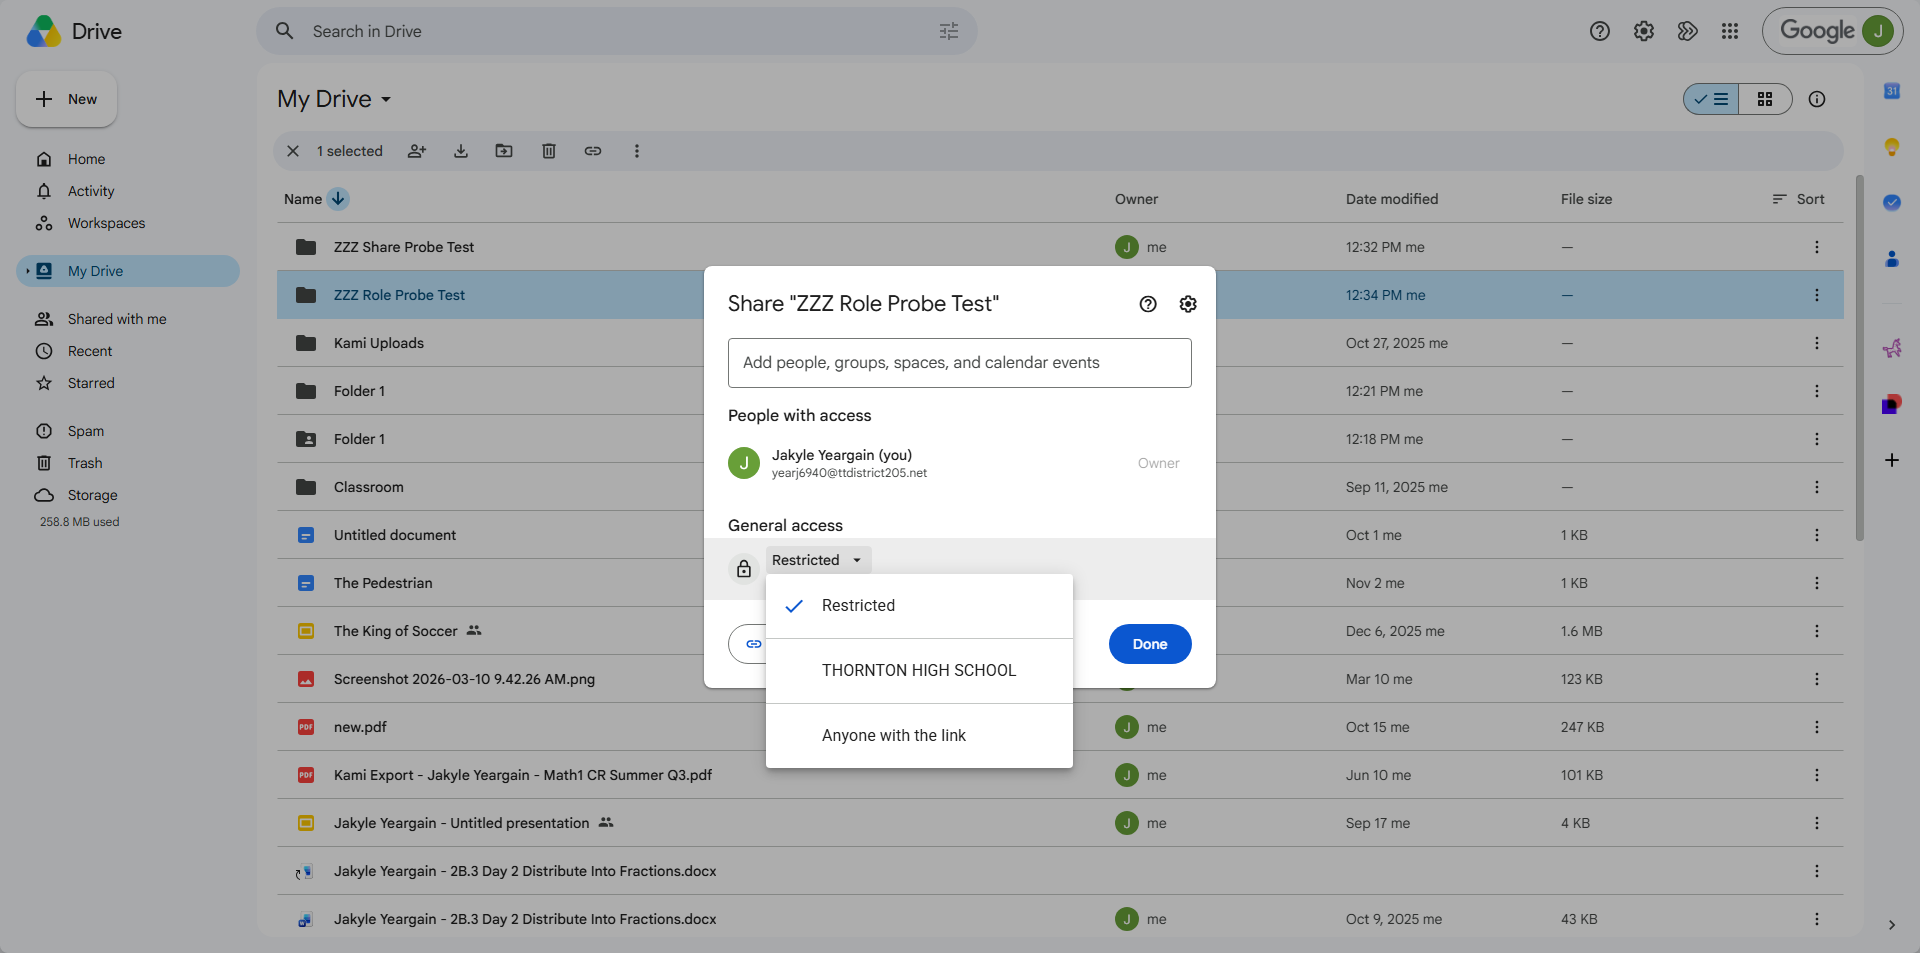 Drive
Search in Drive
Google
J
New
My Drive
31
1 selected
Home
Activity
Workspaces
My Drive
Shared with me
Recent
Starred
Spam
Trash
Storage
258.8 MB used
Name
Owner
Date modified
File size
Sort
ZZZ Share Probe Test
J me
12:32 PM me
—
ZZZ Role Probe Test
12:34 PM me
—
Kami Uploads
Oct 27, 2025 me
—
Folder 1
12:21 PM me
—
Folder 1
12:18 PM me
—
Classroom
Sep 11, 2025 me
—
Untitled document
Oct 1 me
1 KB
The Pedestrian
Nov 2 me
1 KB
The King of Soccer
Dec 6, 2025 me
1.6 MB
Screenshot 2026-03-10 9.42.26 AM.png
Mar 10 me
123 KB
PDF
new.pdf
J me
Oct 15 me
247 KB
PDF
Kami Export - Jakyle Yeargain - Math1 CR Summer Q3.pdf
J me
Jun 10 me
101 KB
Jakyle Yeargain - Untitled presentation
J me
Sep 17 me
4 KB
Jakyle Yeargain - 2B.3 Day 2 Distribute Into Fractions.docx
Jakyle Yeargain - 2B.3 Day 2 Distribute Into Fractions.docx
J me
Oct 9, 2025 me
43 KB
Share "ZZZ Role Probe Test"
Add people, groups, spaces, and calendar events
People with access
J
Jakyle Yeargain (you)
yearj6940@ttdistrict205.net
Owner
General access
Restricted
Restricted
THORNTON HIGH SCHOOL
Anyone with the link
Done